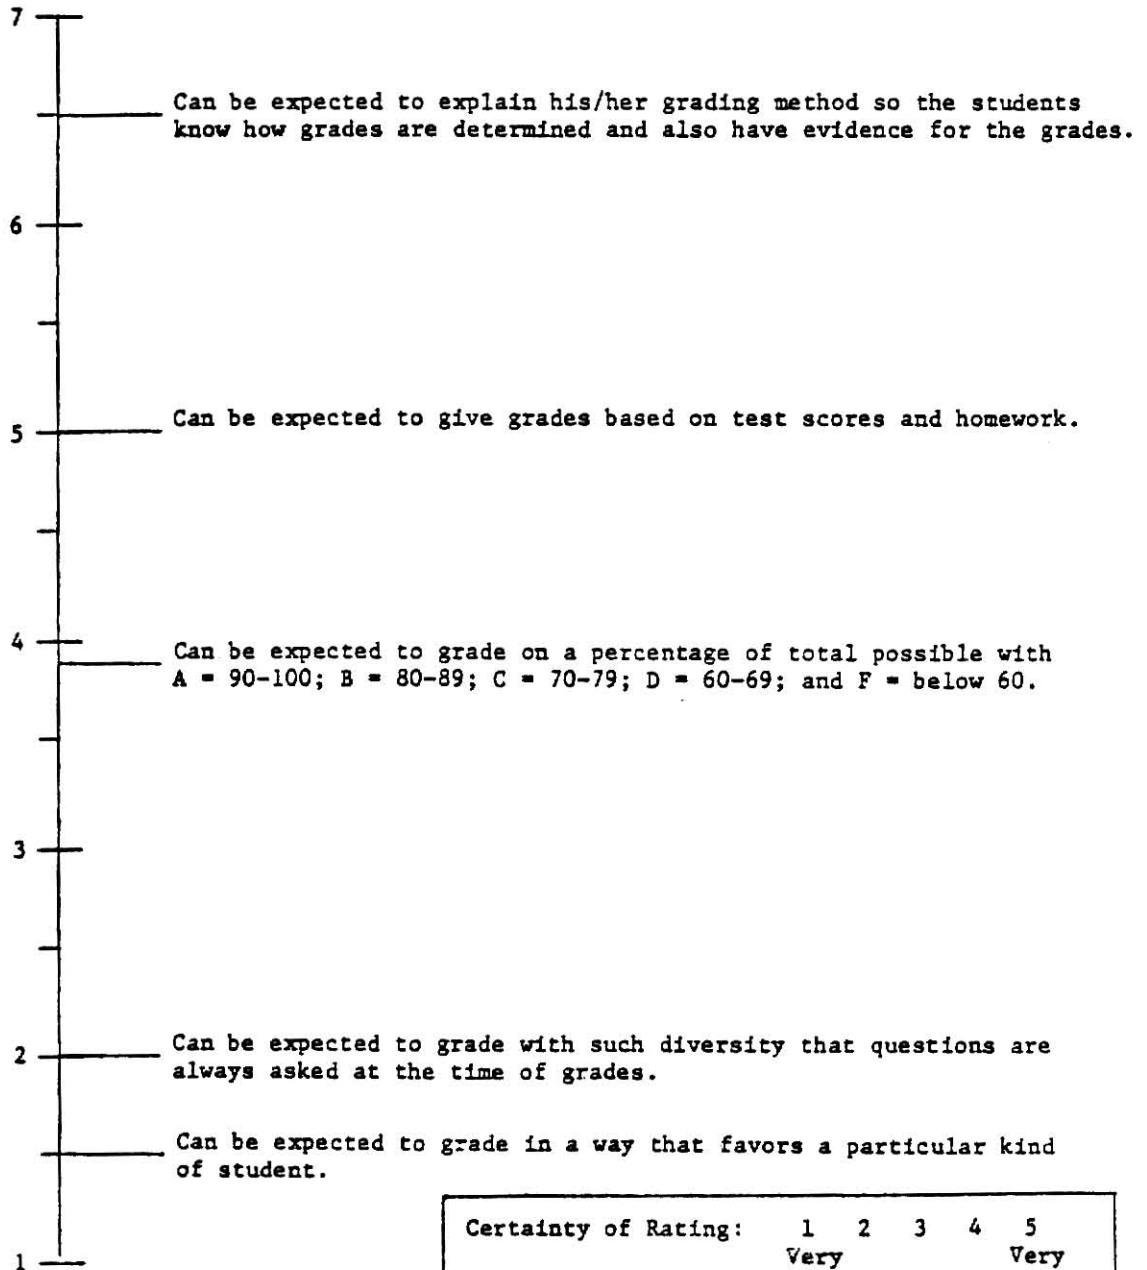 7
Can be expected to explain his/her grading method so the students
know how grades are determined and also have evidence for the grades.
6
5
Can be expected to give grades based on test scores and homework.
4
Can be expected to grade on a percentage of total possible with
A = 90-100; B = 80-89; C = 70-79; D = 60-69; and F = below 60.
3
2
Can be expected to grade with such diversity that questions are
always asked at the time of grades.
Can be expected to grade in a way that favors a particular kind
of student.
Certainty of Rating: 1 2 3 4 5
Very Very
1